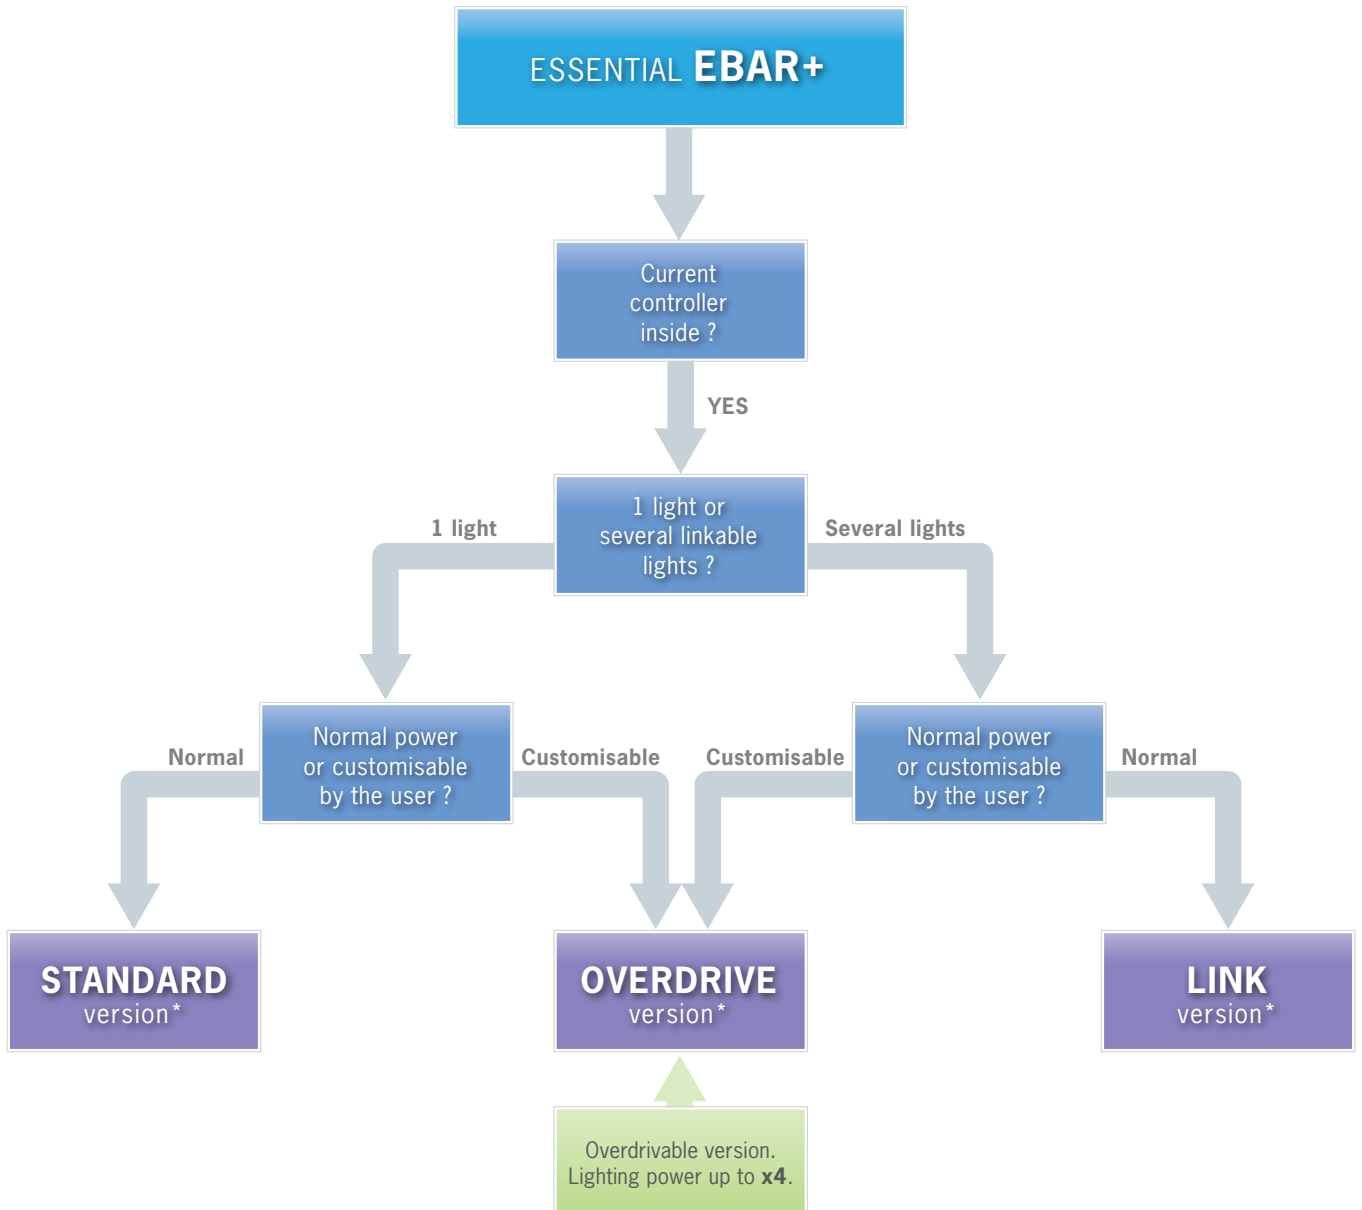 ESSENTIAL EBAR+
Current
controller
inside ?
YES
1 light or
several linkable
lights ?
1 light
Several lights
Normal power
or customisable
by the user ?
Normal
Customisable
Normal power
or customisable
by the user ?
Customisable
Normal
STANDARD
version*
OVERDRIVE
version*
LINK
version*
Overdrivable version.
Lighting power up to x4.